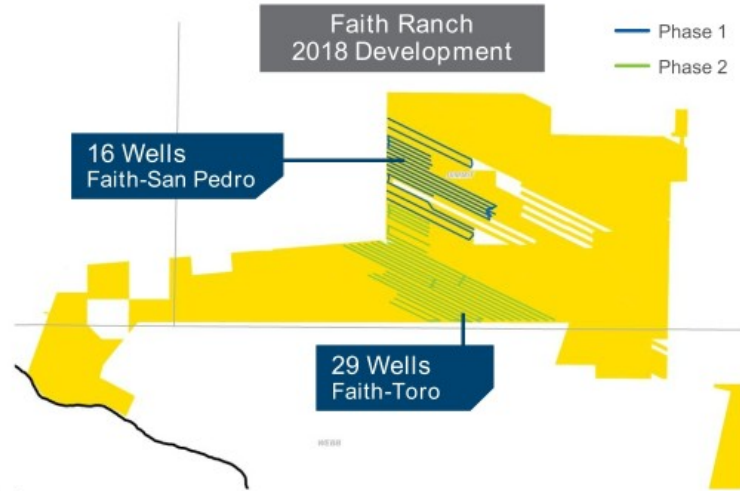 Faith Ranch
2018 Development
Phase 1
Phase 2
16 Wells
Faith-San Pedro
29 Wells
Faith-Toro
WEBB